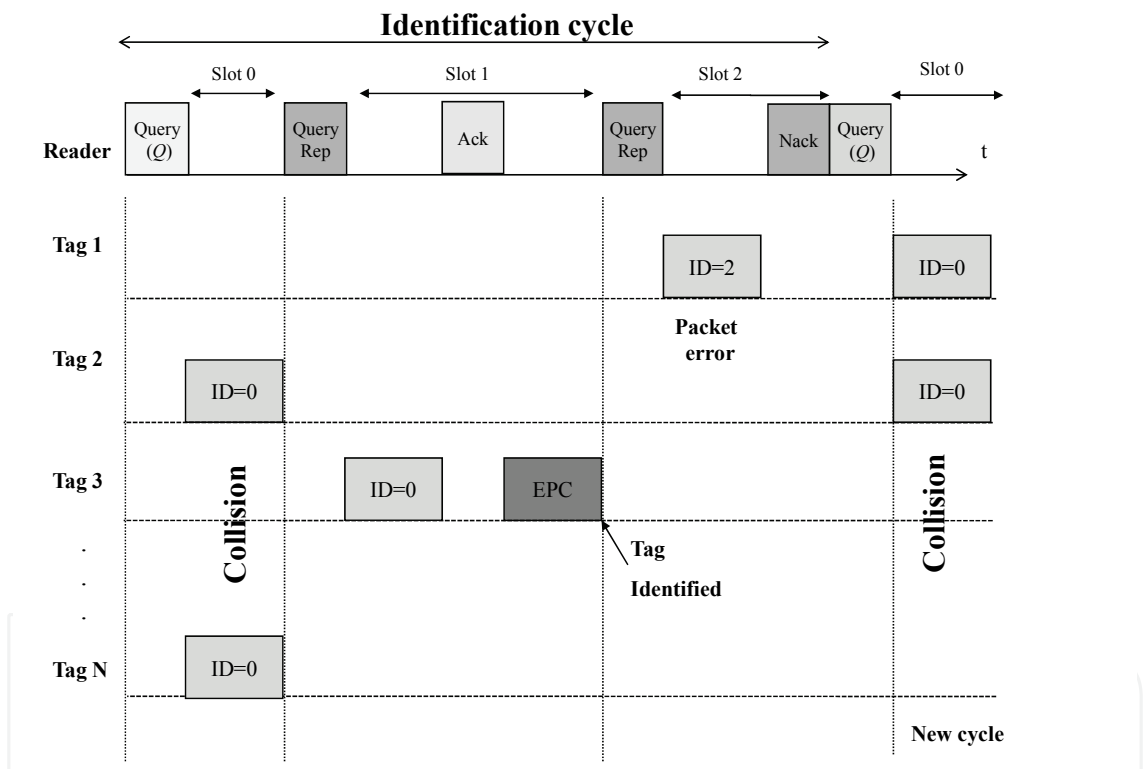 Identification cycle
Slot 0
Slot 1
Slot 2
Slot 0
Reader
Query
(Q)
Query
Rep
Ack
Query
Rep
Nack
Query
(Q)
t
Tag 1
ID=2
ID=0
Packet
error
Tag 2
ID=0
ID=0
Tag 3
ID=0
EPC
Collision
Collision
Tag
Identified
.
.
.
Tag N
ID=0
New cycle